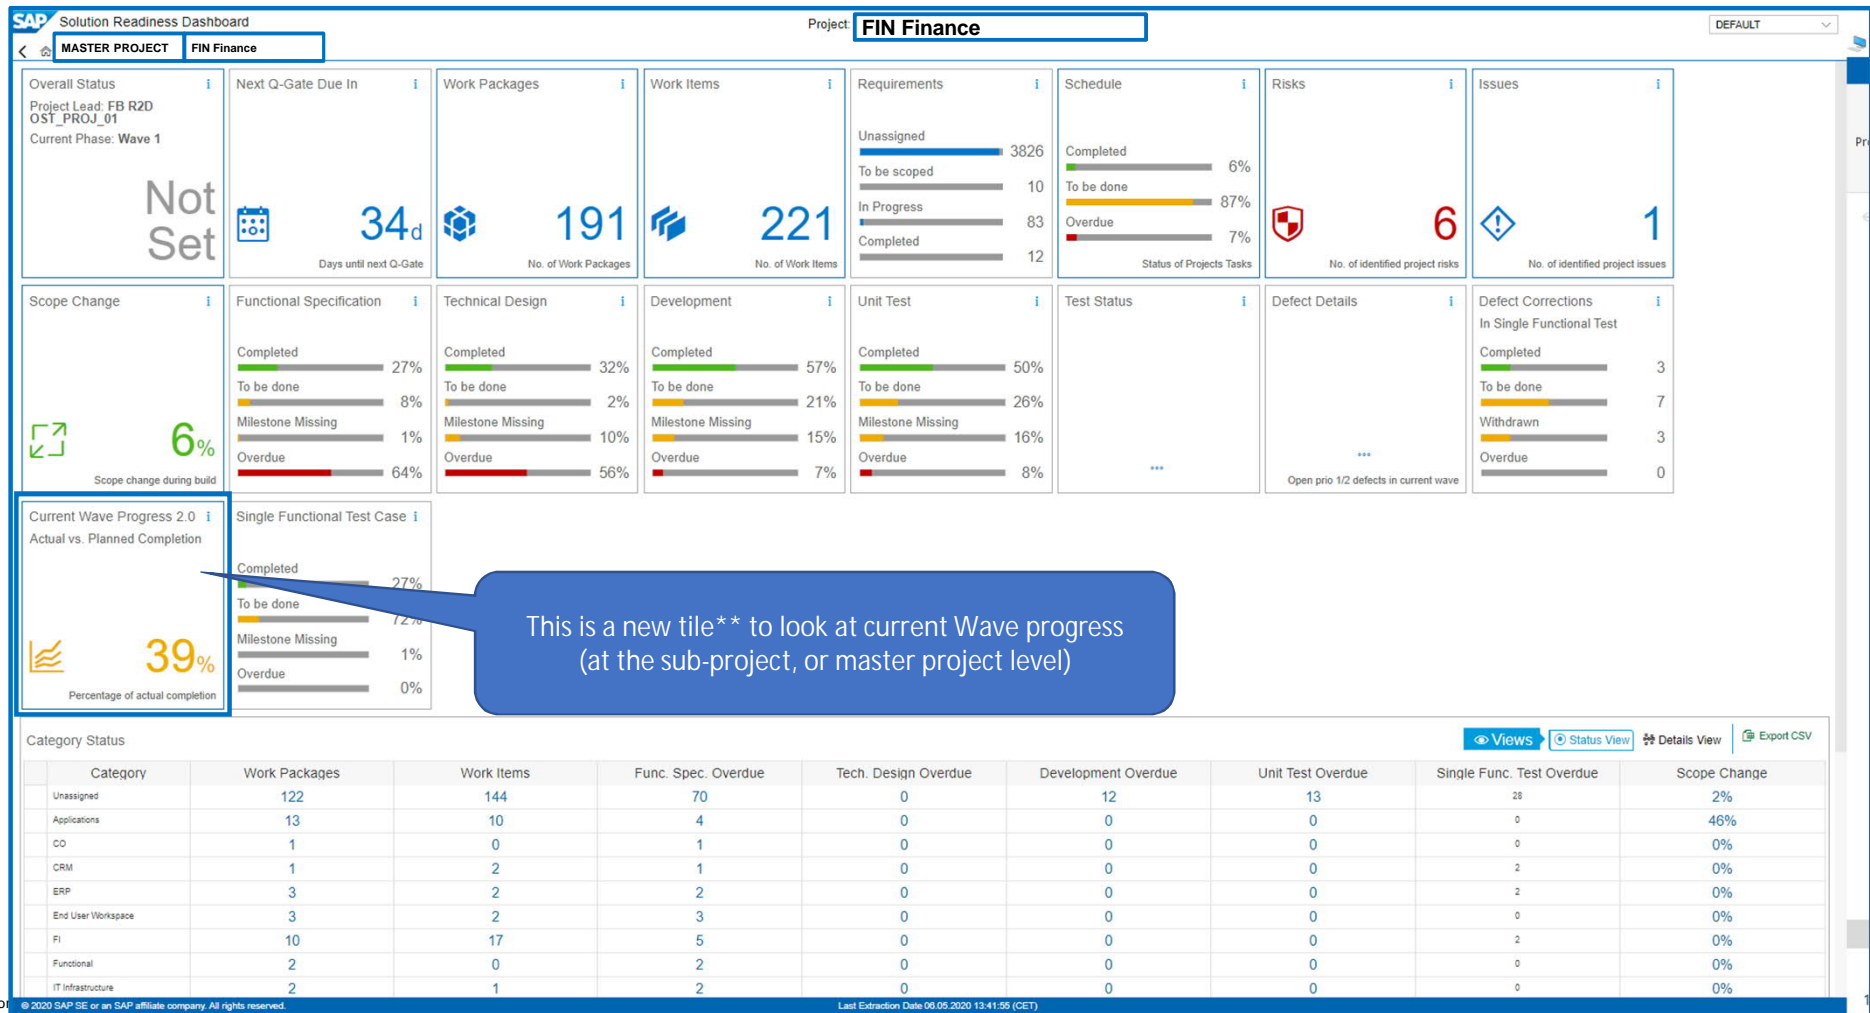 SAP Solution Readiness Dashboard
Project: FIN Finance
DEFAULT
MASTER PROJECT FIN Finance
Overall Status i
Project Lead: FB R2D
OST_PROJ_01
Current Phase: Wave 1
Not
Set
Next Q-Gate Due In i
34d
Days until next Q-Gate
Work Packages i
191
No. of Work Packages
Work Items i
221
No. of Work Items
Requirements i
Unassigned
3826
To be scoped
10
In Progress
83
Completed
12
Schedule i
Completed
6%
To be done
87%
Overdue
7%
Status of Projects Tasks
Risks i
6
No. of identified project risks
Issues i
1
No. of identified project issues
Scope Change i
6%
Scope change during build
Functional Specification i
Completed
27%
To be done
8%
Milestone Missing
1%
Overdue
64%
Technical Design i
Completed
32%
To be done
2%
Milestone Missing
10%
Overdue
56%
Development i
Completed
57%
To be done
21%
Milestone Missing
15%
Overdue
7%
Unit Test i
Completed
50%
To be done
26%
Milestone Missing
16%
Overdue
8%
Test Status i
...
Defect Details i
...
Open prio 1/2 defects in current wave
Defect Corrections i
In Single Functional Test
Completed
3
To be done
7
Withdrawn
3
Overdue
0
Current Wave Progress 2.0 i
Actual vs. Planned Completion
39%
Percentage of actual completion
Single Functional Test Case i
Completed
27%
To be done
72%
Milestone Missing
1%
Overdue
0%
This is a new tile** to look at current Wave progress
(at the sub-project, or master project level)
Category Status
Views Status View Details View Export CSV
Category Work Packages Work Items Func. Spec. Overdue Tech. Design Overdue Development Overdue Unit Test Overdue Single Func. Test Overdue Scope Change
Unassigned 122 144 70 0 12 13 28 2%
Applications 13 10 4 0 0 0 0 46%
CO 1 0 1 0 0 0 0 0%
CRM 1 2 1 0 0 0 2 0%
ERP 3 2 2 0 0 0 2 0%
End User Workspace 3 2 3 0 0 0 0 0%
FI 10 17 5 0 0 0 2 0%
Functional 2 0 2 0 0 0 0 0%
IT Infrastructure 2 1 2 0 0 0 0 0%
© 2020 SAP SE or an SAP affiliate company. All rights reserved.
Last Extraction Date 06.05.2020 13:41:55 (CET)